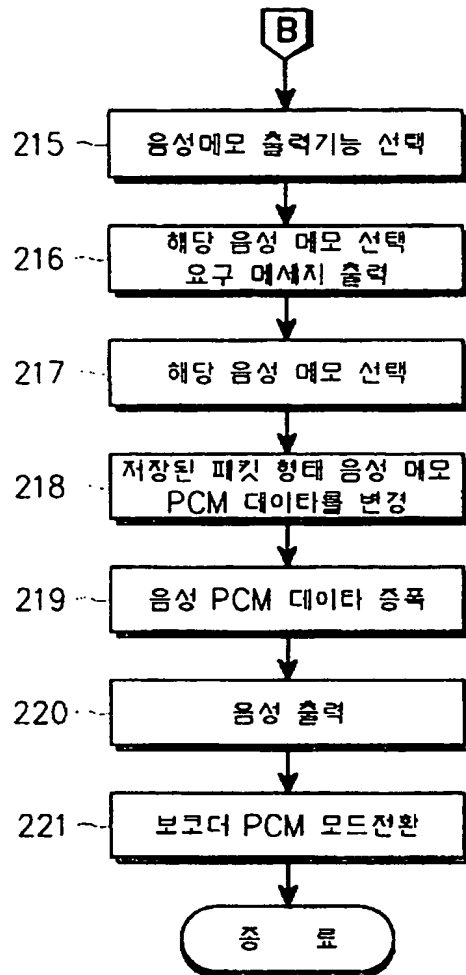 B
215 음성메모 출력기능 선택
216 해당 음성 메모 선택
요구 메세지 출력
217 해당 음성 메모 선택
218 저장된 패킷 형태 음성 메모
PCM 데이타를 변경
219 음성 PCM 데이타 증폭
220 음성 출력
221 보코더 PCM 모드전환
종 료